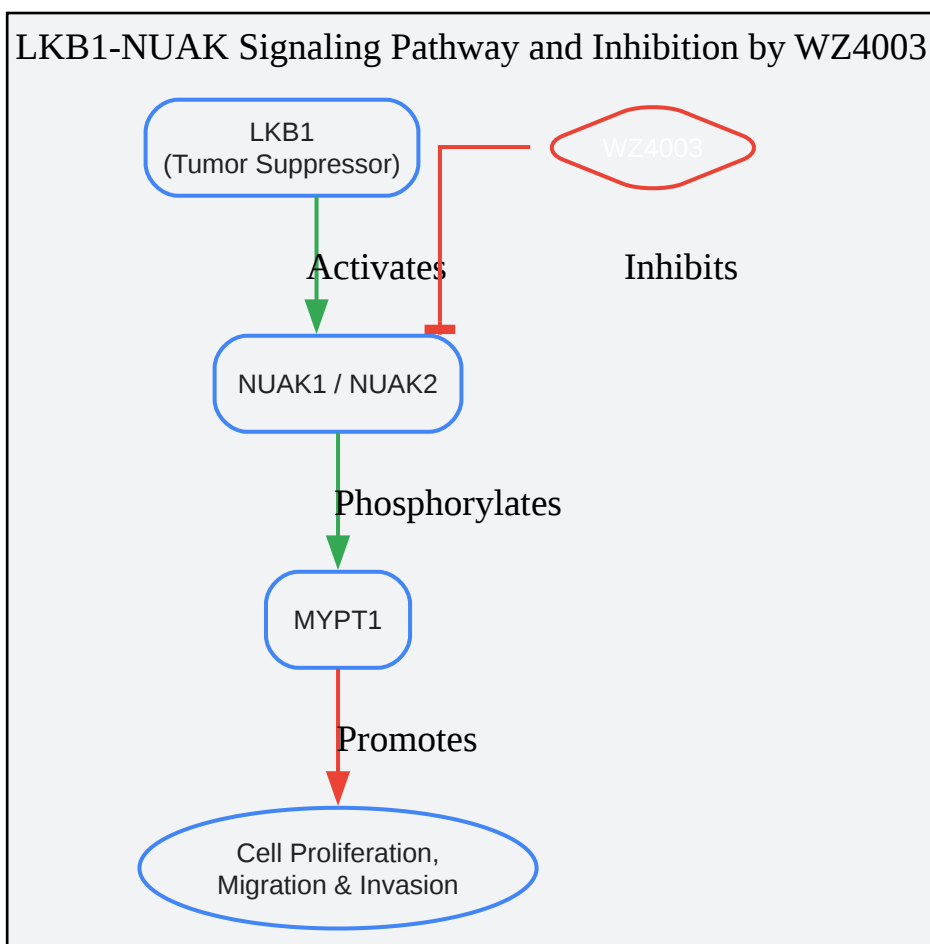 LKB1-NUAK Signaling Pathway and Inhibition by WZ4003
LKB1
(Tumor Suppressor)
WZ4003
Activates
Inhibits
NUAK1 / NUAK2
Phosphorylates
MYPT1
Promotes
Cell Proliferation,
Migration & Invasion